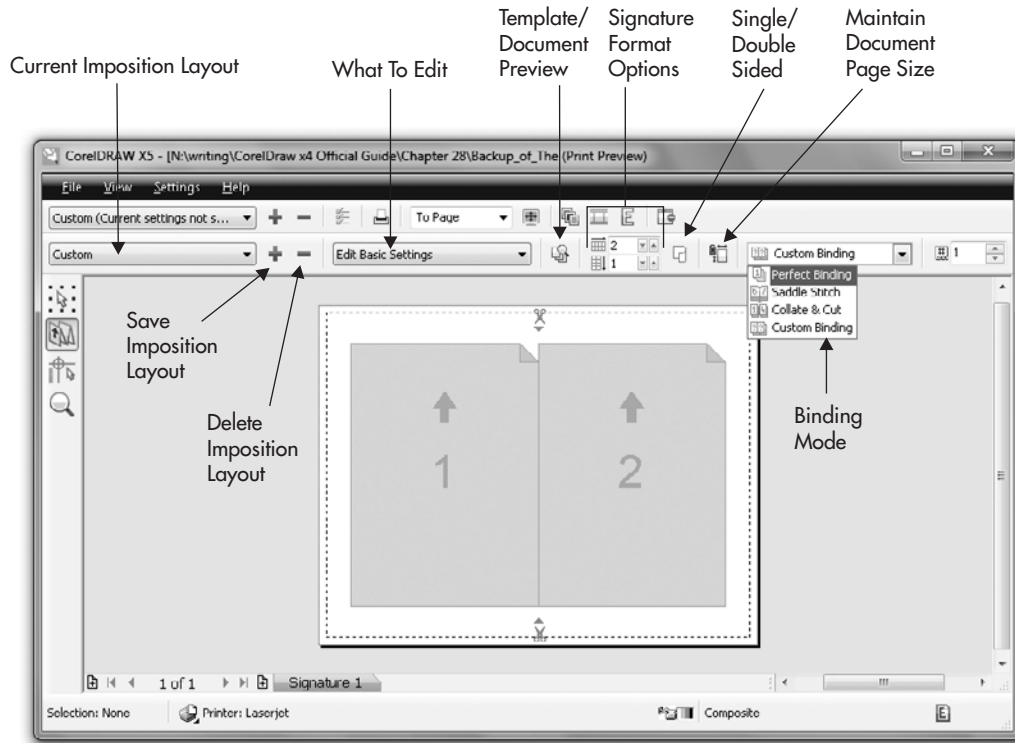 Template/
Document
Preview
Signature
Format
Options
Single/
Double
Sided
Maintain
Document
Page Size
Current Imposition Layout
What To Edit
CorelDRAW X5 - [N:\writing\CorelDraw x4 Official Guide\Chapter 28\Backup_of_The (Print Preview)
File View Settings Help
Custom (Current settings not s... To Page
Custom Edit Basic Settings 2 1 Custom Binding 1
Perfect Binding
Saddle Stitch
Collate & Cut
Custom Binding
Save
Imposition
Layout
Delete
Imposition
Layout
Binding
Mode
1 2
1 of 1 Signature 1
Selection: None Printer: Laserjet Composite